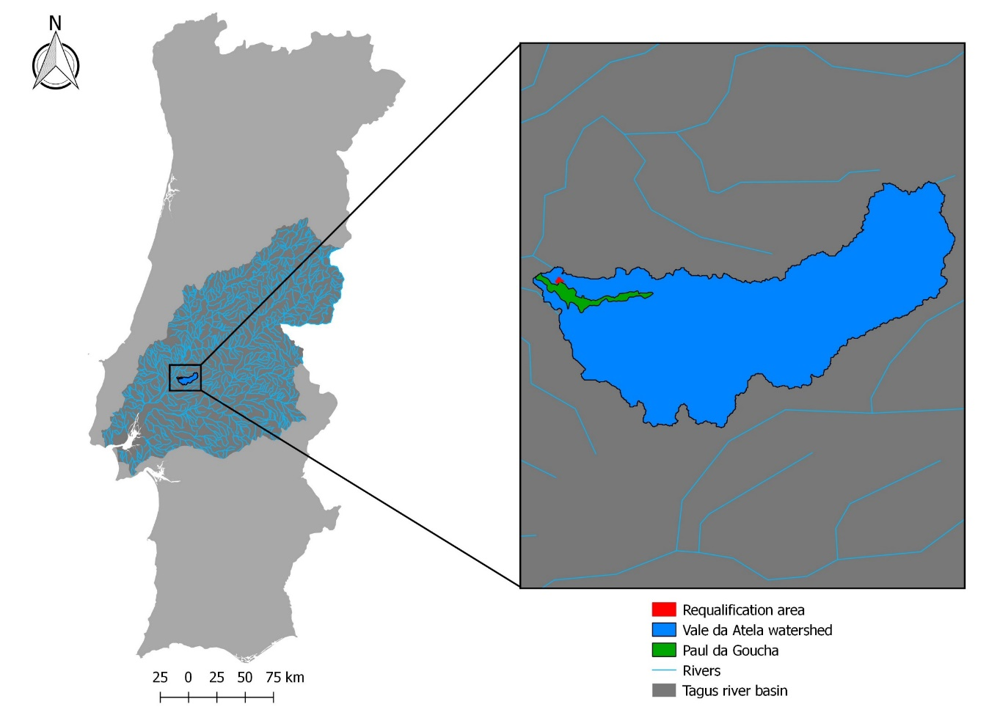 N
25 0 25 50 75 km
Requalification area
Vale da Atela watershed
Paul da Goucha
Rivers
Tagus river basin